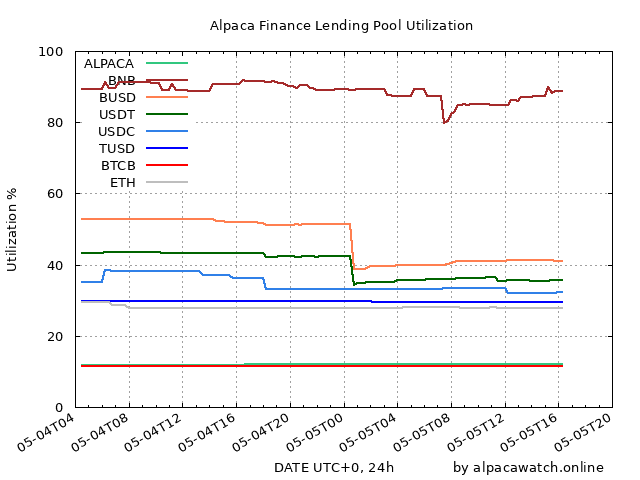 Alpaca Finance Lending Pool Utilization
100
80
60
40
20
0
Utilization %
ALPACA
BNB
BUSD
USDT
USDC
TUSD
BTCB
ETH
05-04T04
05-04T08
05-04T12
05-04T16
05-04T20
05-05T00
05-05T04
05-05T08
05-05T12
05-05T16
05-05T20
DATE UTC+0, 24h
by alpacawatch.online